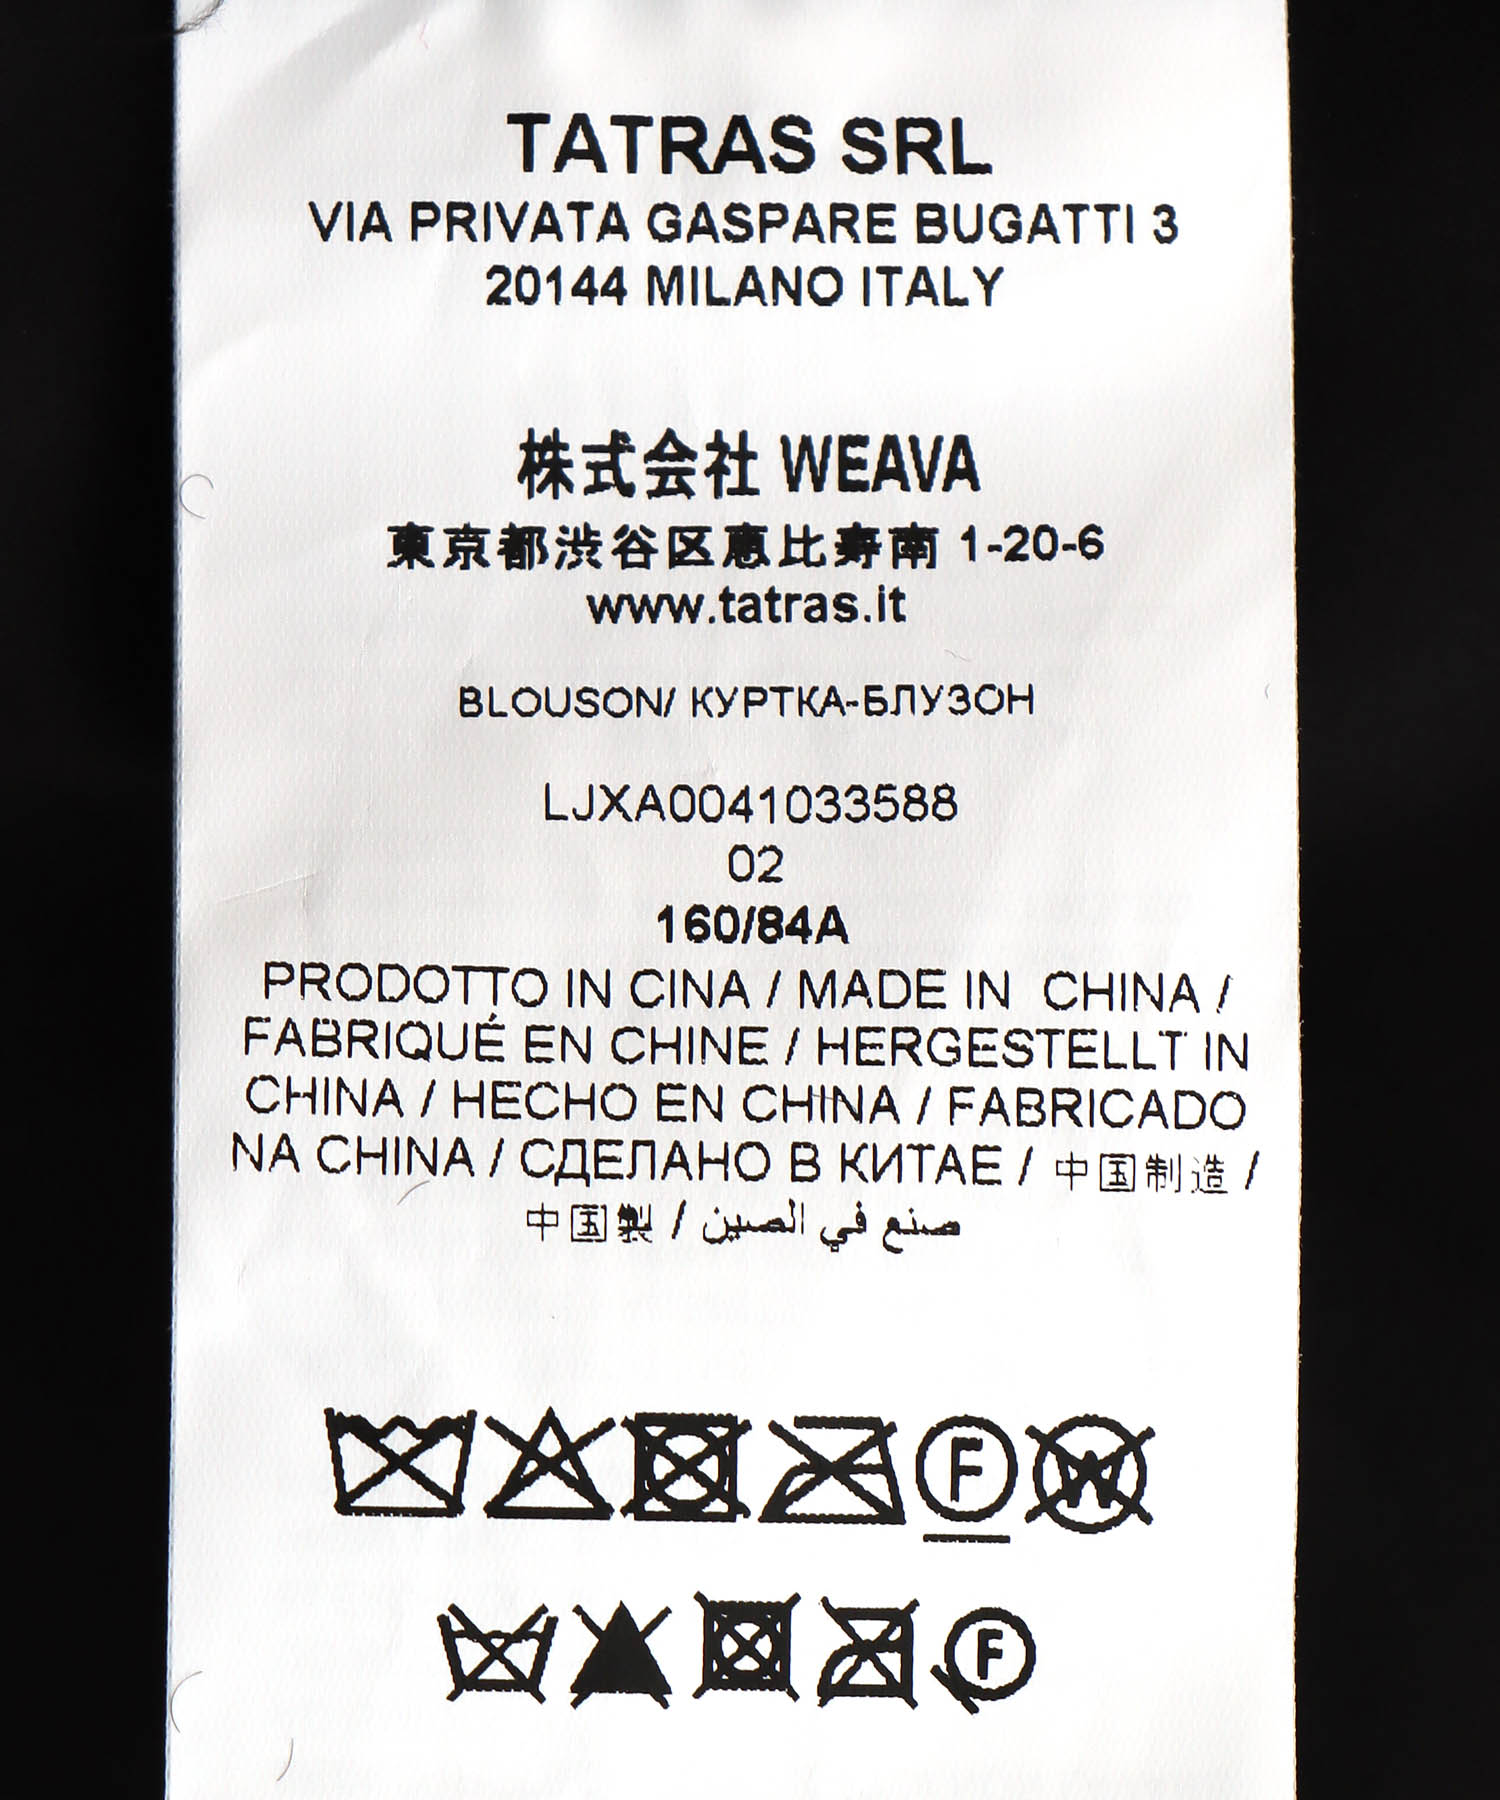 TATRAS SRL
VIA PRIVATA GASPARE BUGATTI 3
20144 MILANO ITALY
株式会社 WEAVA
東京都渋谷区恵比寿南 1-20-6
www.tatras.it
BLOUSON/ КУРТКА-БЛУЗОН
LJXA0041033588
02
160/84A
PRODOTTO IN CINA / MADE IN CHINA /
FABRIQUÉ EN CHINE / HERGESTELLT IN
CHINA / HECHO EN CHINA / FABRICADO
NA CHINA / СДЕЛАНО В КИТАЕ / 中国制造 /
中国製 / صنع في الصين
F W
F